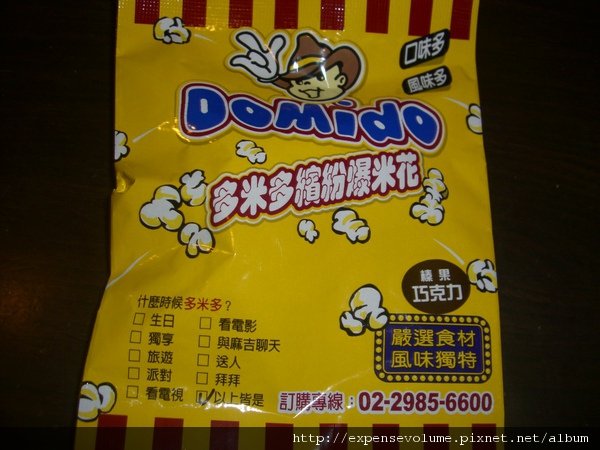 口味多
風味多
Domido
多米多繽紛爆米花
榛果
巧克力
嚴選食材
風味獨特
什麼時候多米多？
□ 生日
□ 獨享
□ 旅遊
□ 派對
□ 看電視
□ 看電影
□ 與麻吉聊天
□ 送人
□ 拜拜
☑ 以上皆是
訂購專線：02-2985-6600
http://expensevolume.pixnet.net/album